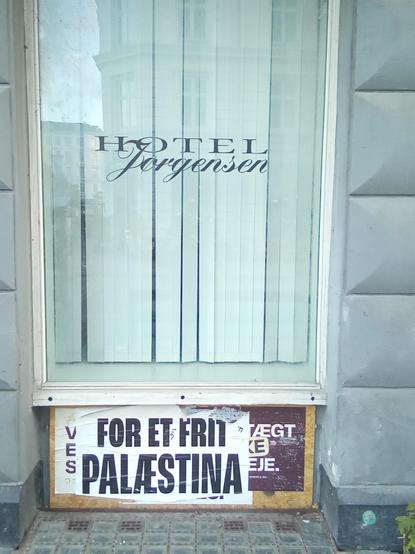 HOTEL
Jørgensen
FOR ET FRIT
PALÆSTINA